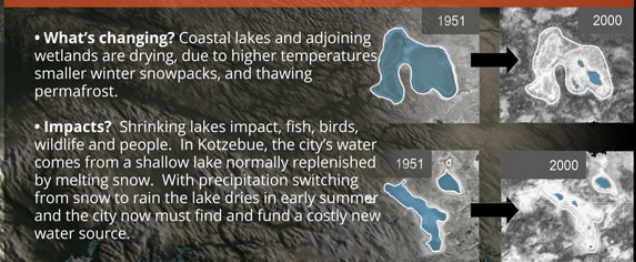 • What's changing? Coastal lakes and adjoining
wetlands are drying, due to higher temperatures
smaller winter snowpacks, and thawing
permafrost.
• Impacts? Shrinking lakes impact, fish, birds,
wildlife and people. In Kotzebue, the city's water
comes from a shallow lake normally replenished
by melting snow. With precipitation switching
from snow to rain the lake dries in early summer
and the city now must find and fund a costly new
water source.
1951
2000
1951
2000